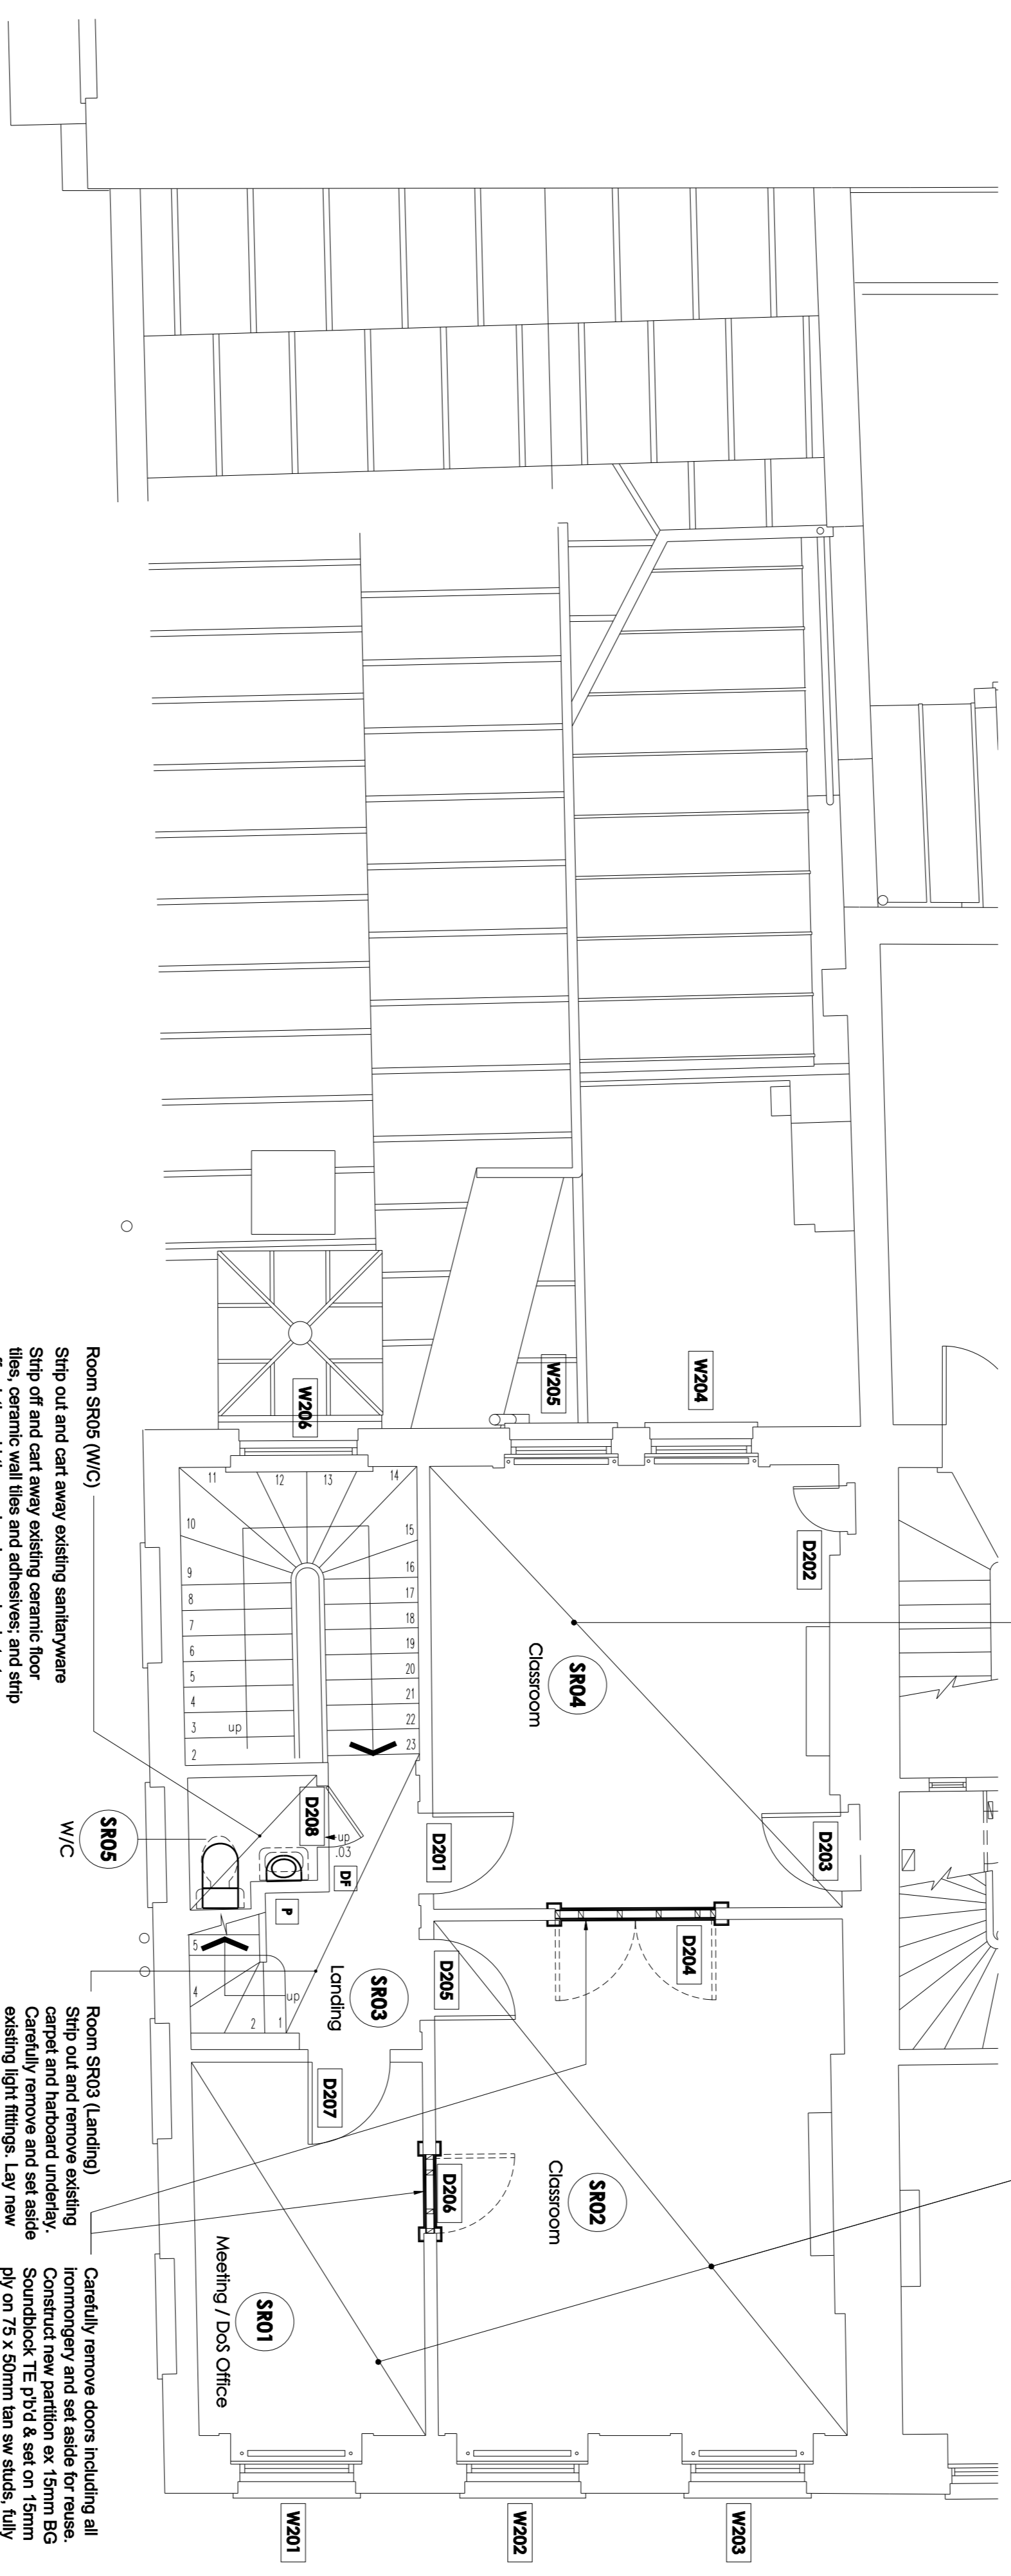 D203
D202
W203
W204
D204
SR02
Classroom
SR04
Classroom
W205
W202
D205
D201
D206
SR03
Landing
DF
up
.03
D207
D208
P
W206
W201
SR01
Meeting / DoS Office
14
15
16
17
18
19
20
21
22
23
13
12
11
10
9
8
7
6
5
4
3
2
up
up
1
2
4
5
SR05
W/C
Room SR05 (W/C)
Strip out and cart away existing sanitaryware
Strip off and cart away existing ceramic floor
tiles, ceramic wall tiles and adhesives; and strip
Room SR03 (Landing)
Strip out and remove existing
carpet and harboard underlay.
Carefully remove and set aside
existing light fittings. Lay new
Carefully remove doors including all
ironmongery and set aside for reuse.
Construct new partition ex 15mm BG
Soundblock TE p'b'd & set on 15mm
ply on 75 x 50mm tan sw studs, fully